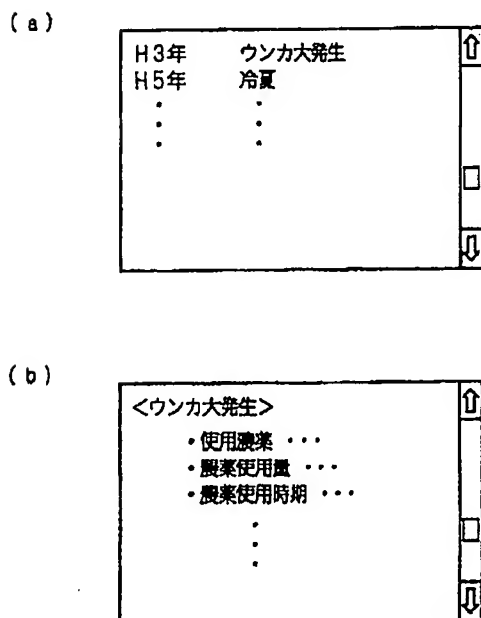 (a)
H3年 ウンカ大発生
H5年 冷夏
・ ・
・ ・
・ ・
(b)
<ウンカ大発生>
・使用農薬 ・・・
・農薬使用量 ・・・
・農薬使用時期 ・・・
・
・
・